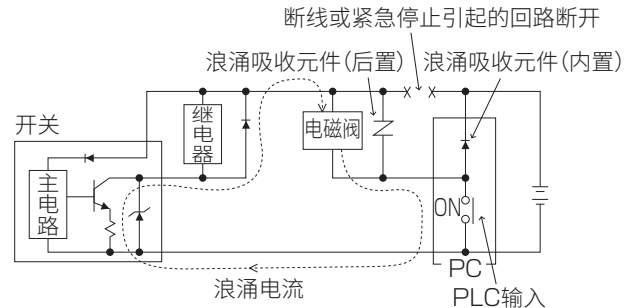 断线或紧急停止引起的回路断开
浪涌吸收元件(后置)
浪涌吸收元件(内置)
开关
继电器
电磁阀
主电路
ON
PC
PLC输入
浪涌电流